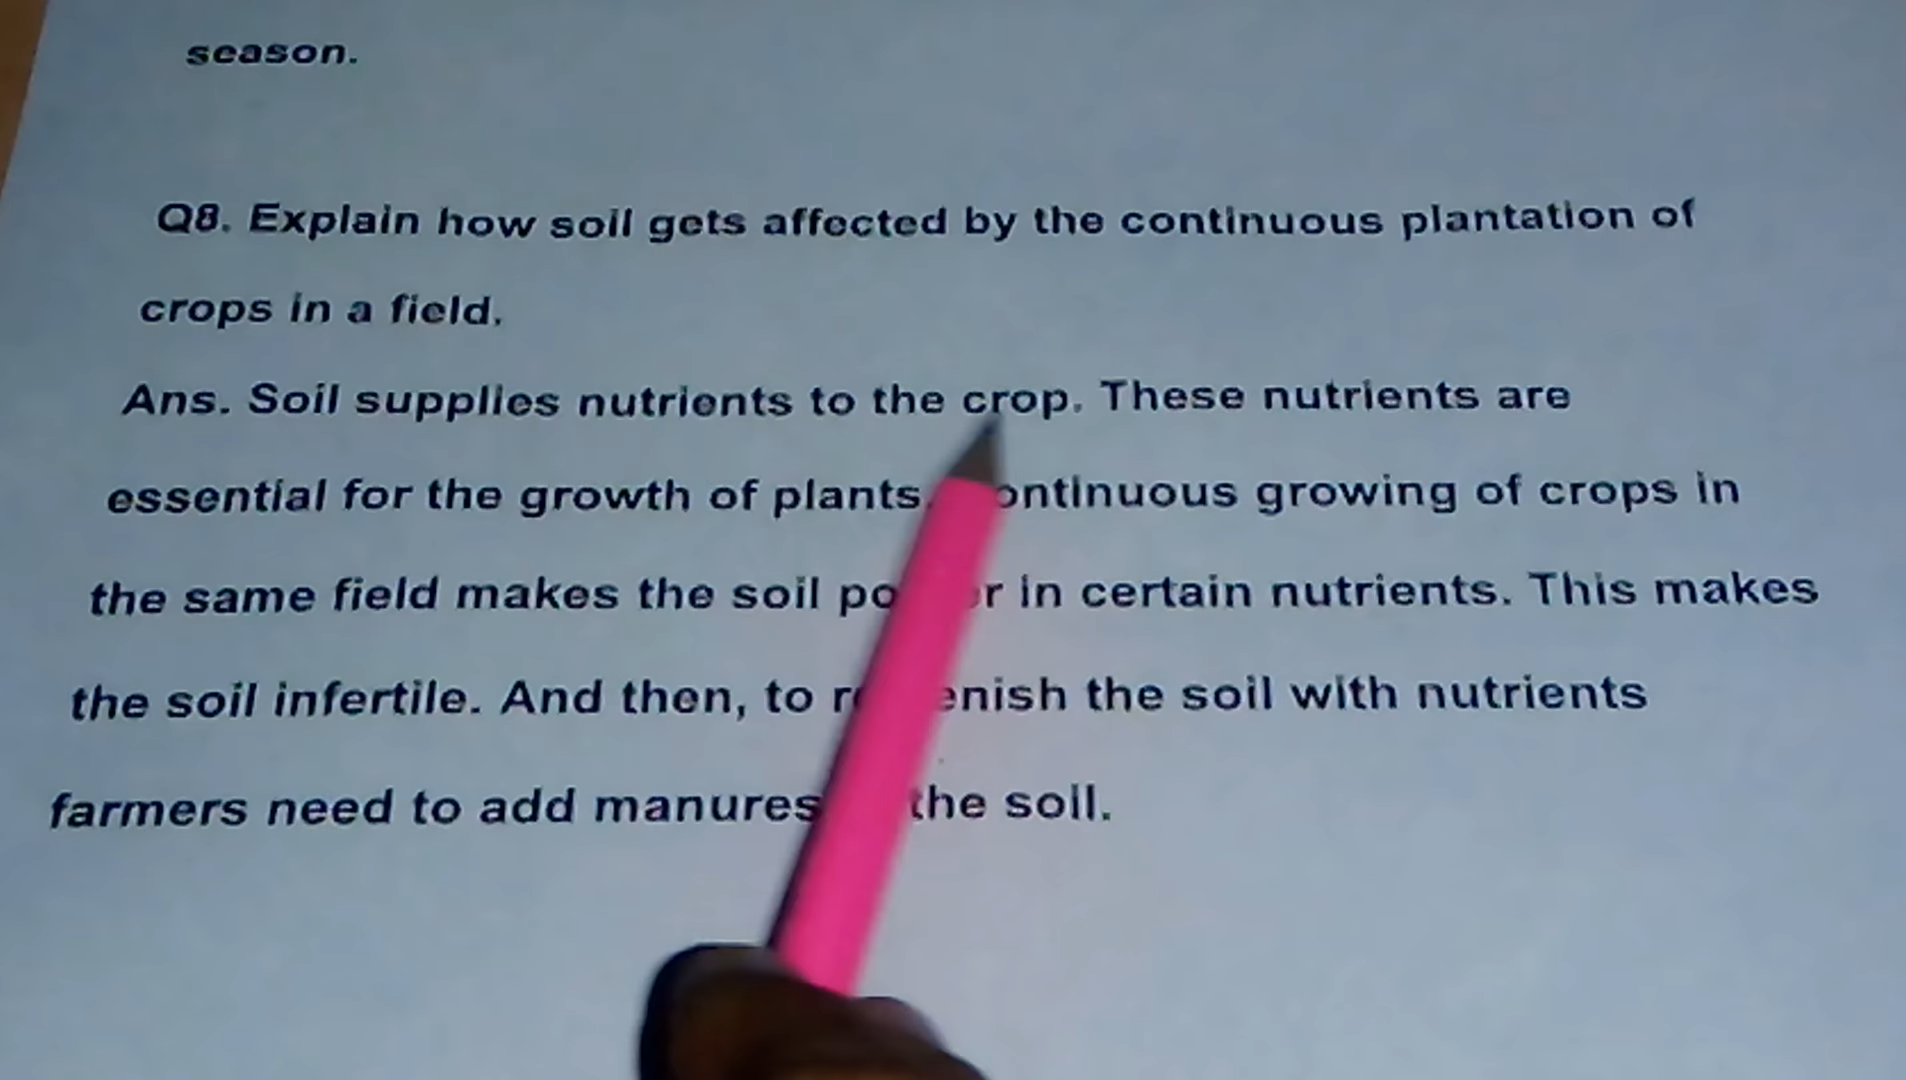 season.
Q8. Explain how soil gets affected by the continuous plantation of
crops in a field.
Ans. Soil supplies nutrients to the crop. These nutrients are
essential for the growth of plants. ontinuous growing of crops in
the same field makes the soil po r in certain nutrients. This makes
the soil infertile. And then, to r enish the soil with nutrients
farmers need to add manures the soil.